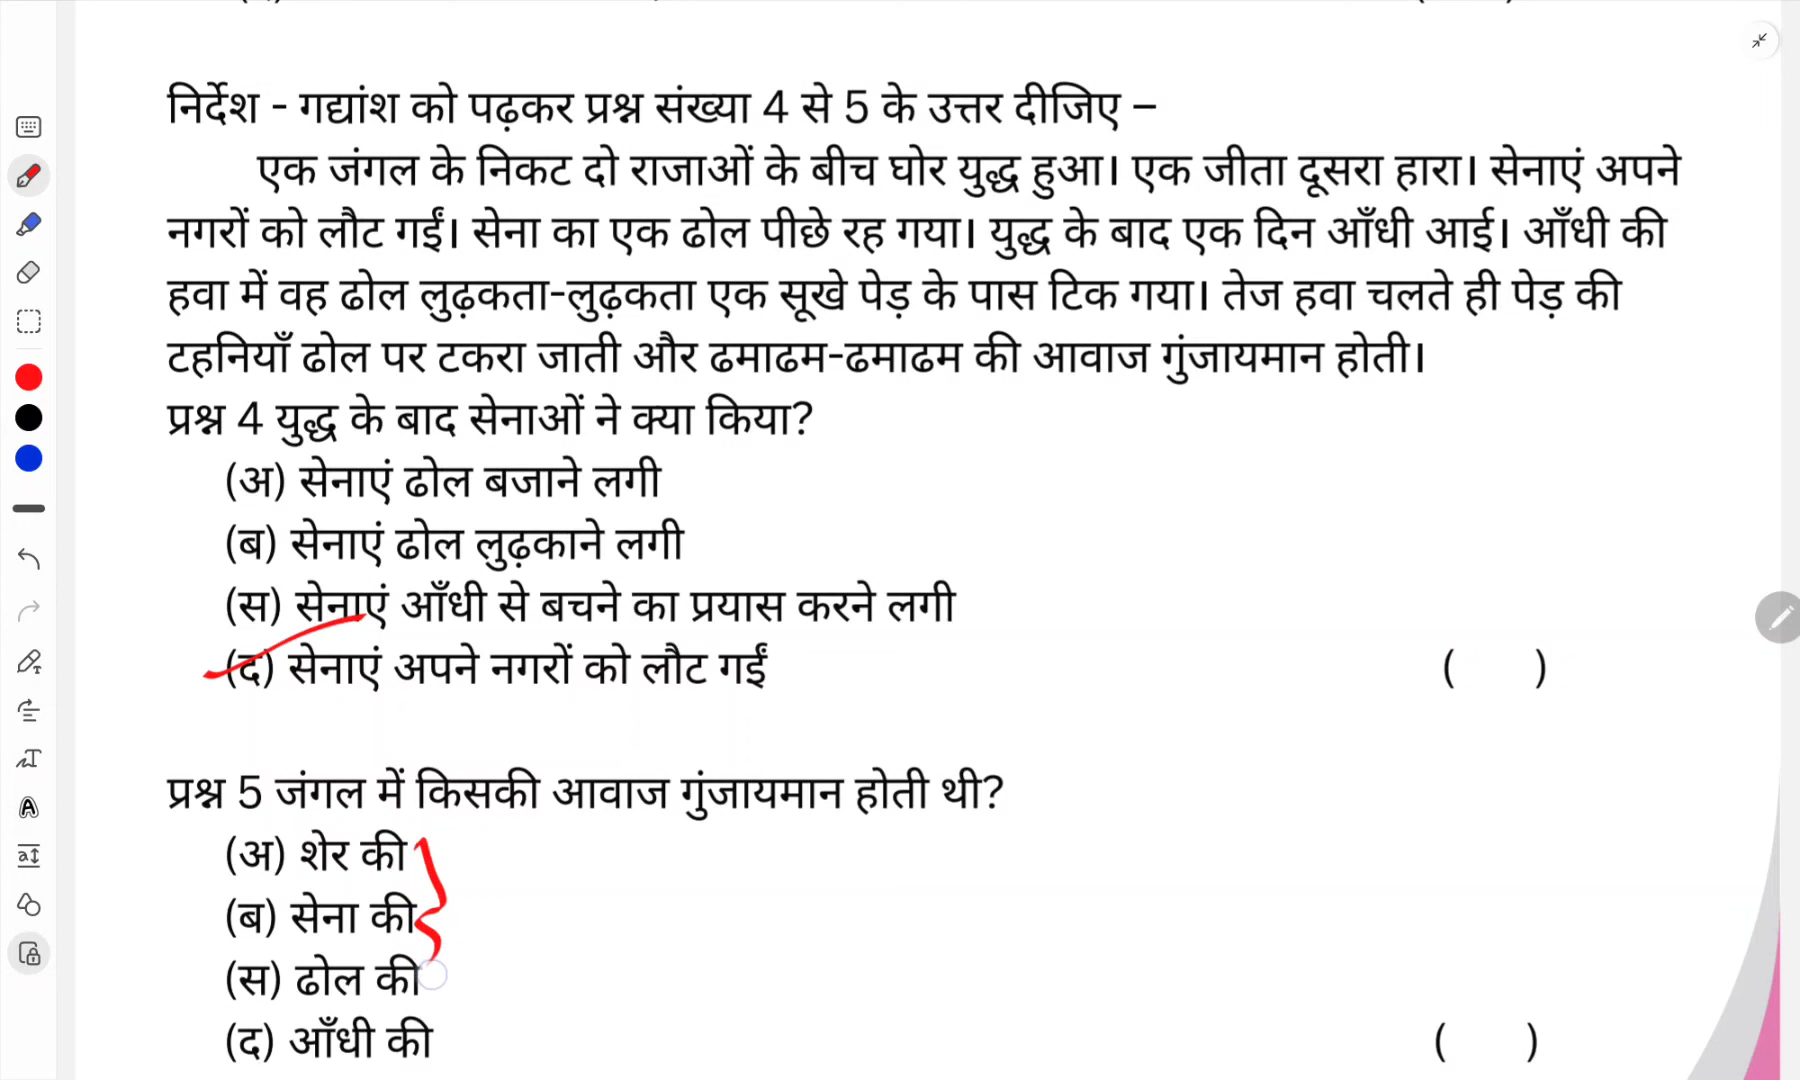 निर्देश - गद्यांश को पढ़कर प्रश्न संख्या 4 से 5 के उत्तर दीजिए –
एक जंगल के निकट दो राजाओं के बीच घोर युद्ध हुआ। एक जीता दूसरा हारा। सेनाएं अपने
नगरों को लौट गईं। सेना का एक ढोल पीछे रह गया। युद्ध के बाद एक दिन आँधी आई। आँधी की
हवा में वह ढोल लुढ़कता-लुढ़कता एक सूखे पेड़ के पास टिक गया। तेज हवा चलते ही पेड़ की
टहनियाँ ढोल पर टकरा जाती और ढमाढम-ढमाढम की आवाज गुंजायमान होती।
प्रश्न 4 युद्ध के बाद सेनाओं ने क्या किया?
(अ) सेनाएं ढोल बजाने लगी
(ब) सेनाएं ढोल लुढ़काने लगी
(स) सेनाएं आँधी से बचने का प्रयास करने लगी
(द) सेनाएं अपने नगरों को लौट गईं ( )
प्रश्न 5 जंगल में किसकी आवाज गुंजायमान होती थी?
(अ) शेर की
(ब) सेना की
(स) ढोल की
(द) आँधी की ( )